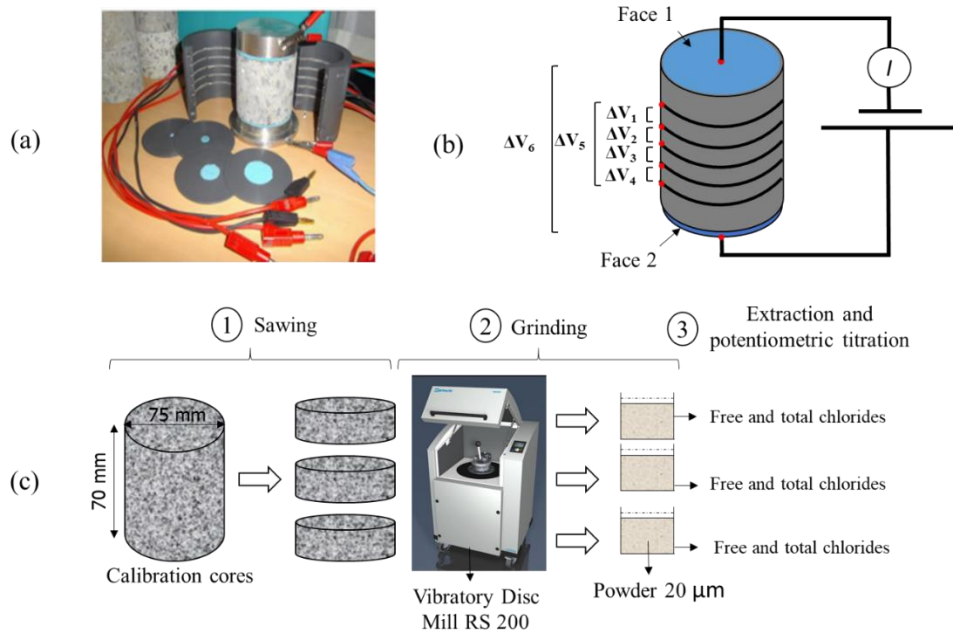 (a)
(b)
Face 1
I
ΔV₁
ΔV₂
ΔV₃
ΔV₄
ΔV₅
ΔV₆
Face 2
① Sawing
② Grinding
③ Extraction and
potentiometric titration
(c)
75 mm
70 mm
Free and total chlorides
Free and total chlorides
Free and total chlorides
Calibration cores
Vibratory Disc
Mill RS 200
Powder 20 µm